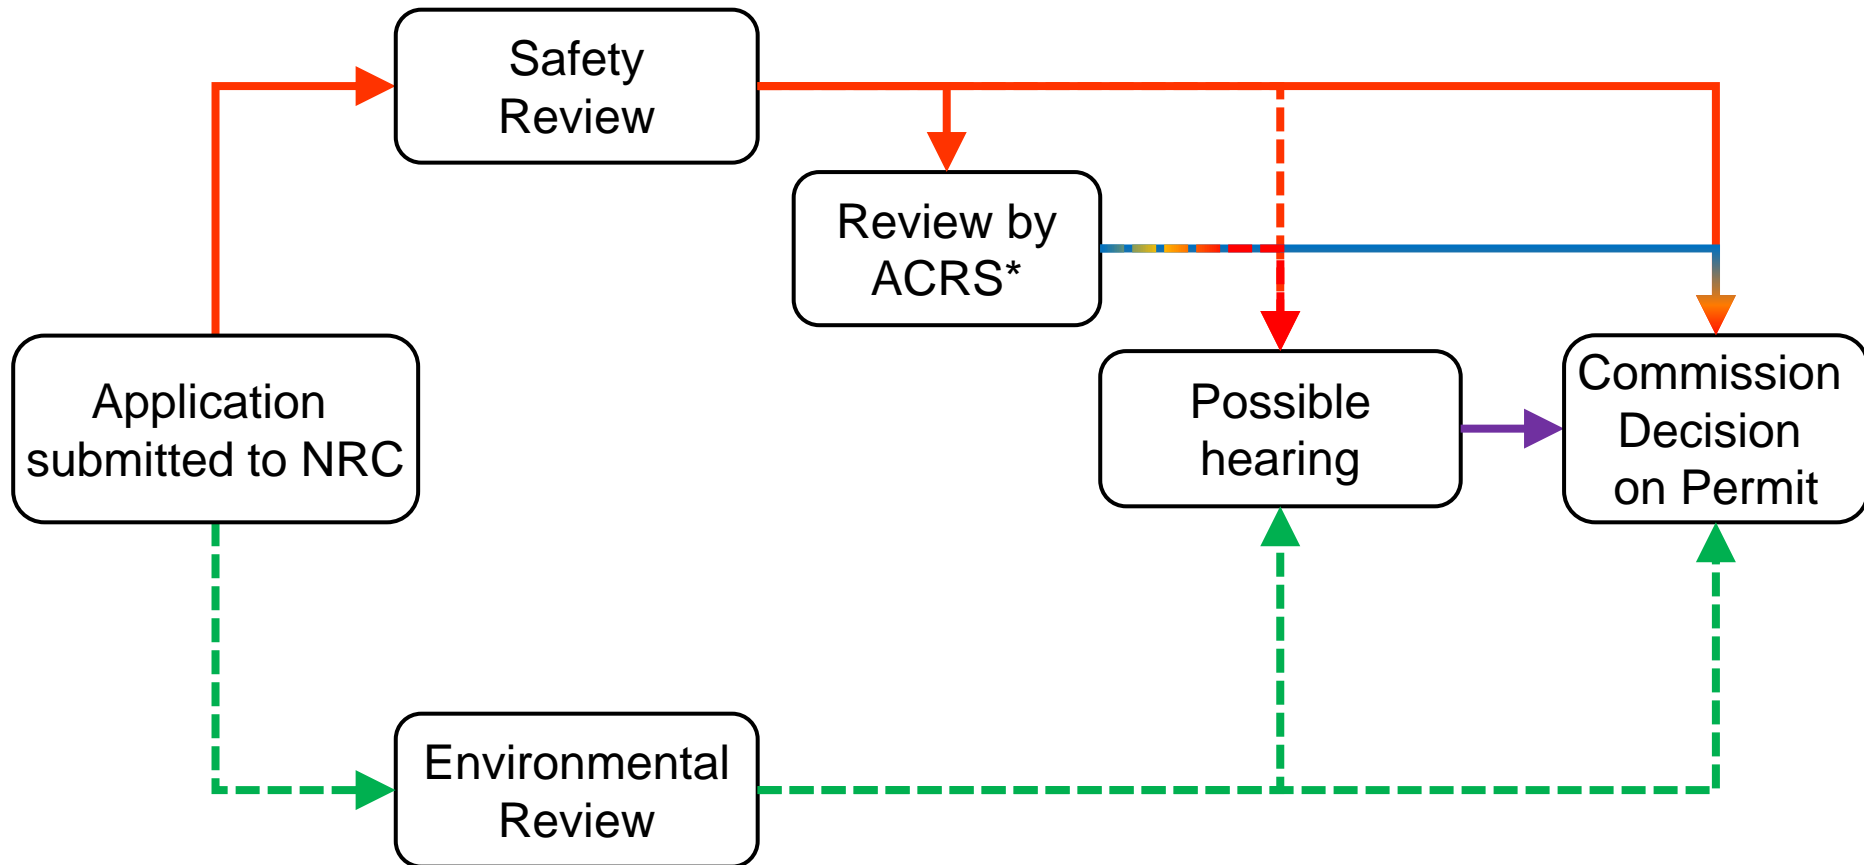 Safety
Review
Review by
ACRS*
Application
submitted to NRC
Possible
hearing
Commission
Decision
on Permit
Environmental
Review